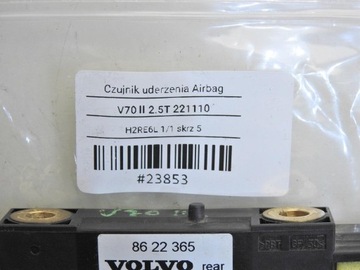 Czujnik uderzenia Airbag
V70 II 2.5T 221110
H2RE6L 1/1 skrz 5
#23853
86 22 365
VOLVO rear